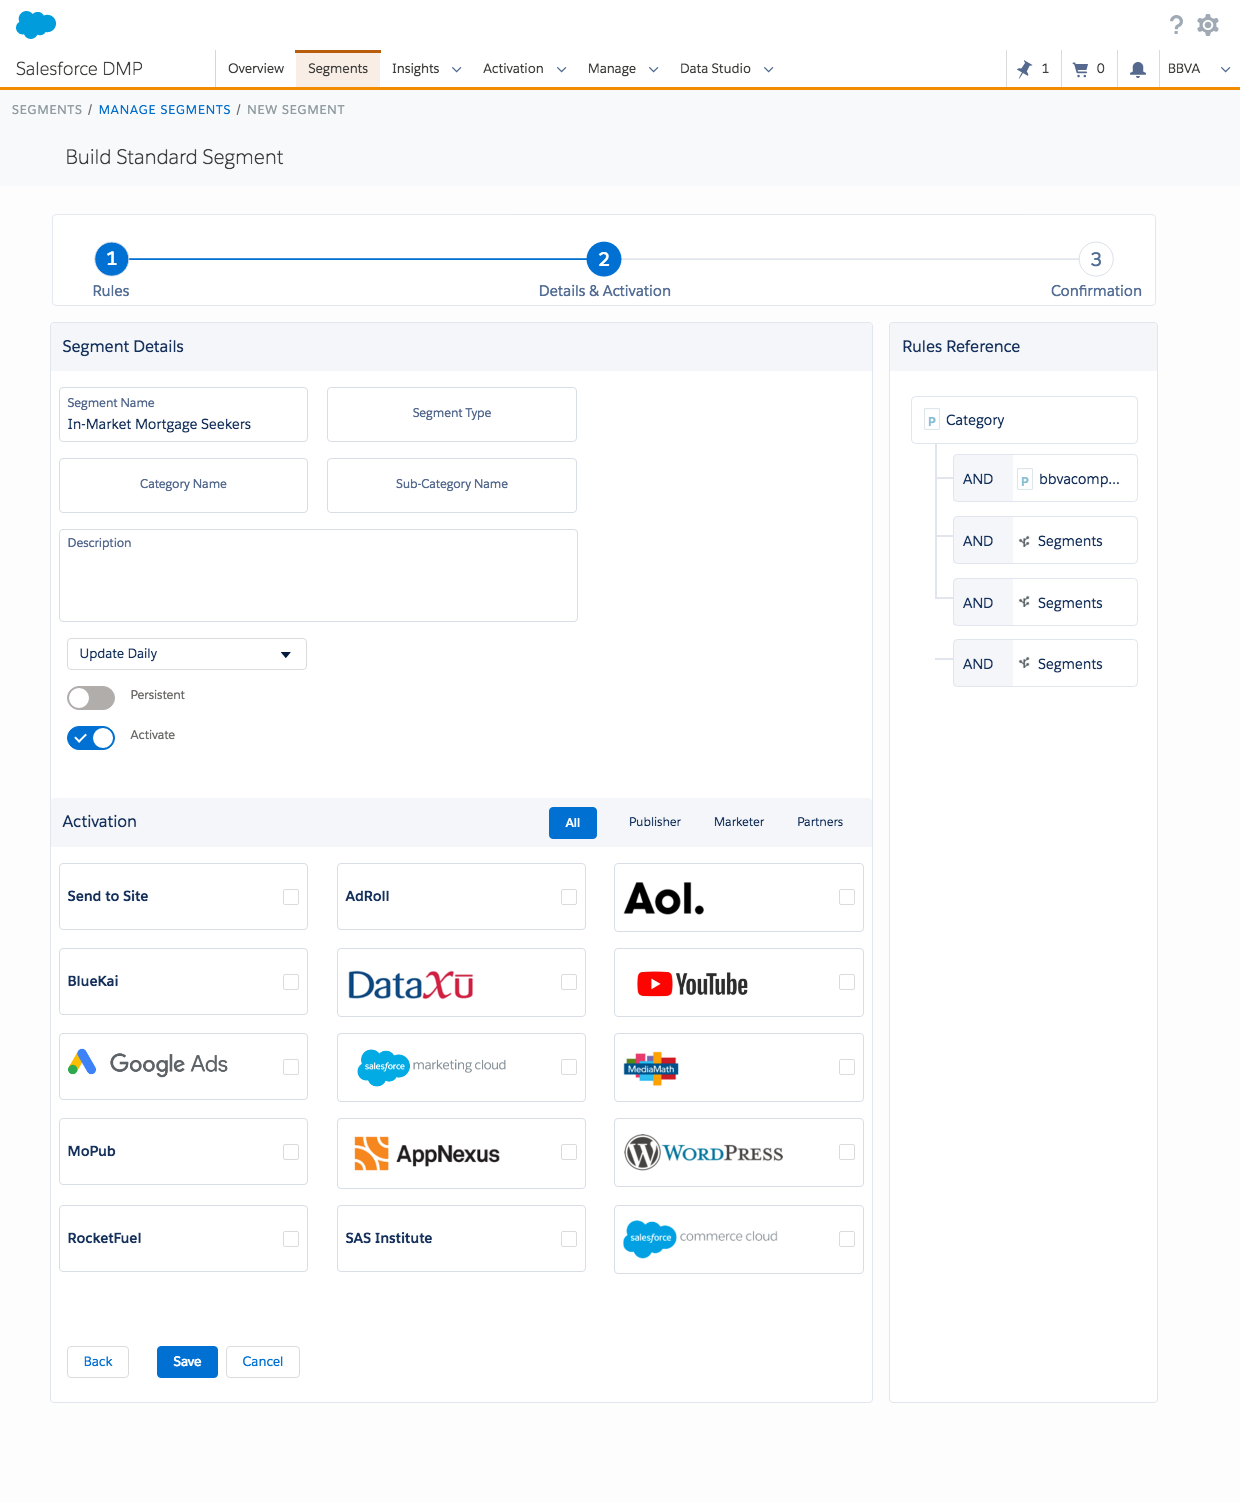 ?
Salesforce DMP
Overview
Segments
Insights
Activation
Manage
Data Studio
1
0
BBVA
SEGMENTS / MANAGE SEGMENTS / NEW SEGMENT
Build Standard Segment
1
2
3
Rules
Details & Activation
Confirmation
Segment Details
Segment Name
In-Market Mortgage Seekers
Segment Type
Category Name
Sub-Category Name
Description
Update Daily
Persistent
Activate
Rules Reference
P Category
AND P bbvacomp...
AND Segments
AND Segments
AND Segments
Activation
All
Publisher
Marketer
Partners
Send to Site
AdRoll
Aol.
BlueKai
DataXu
YouTube
Google Ads
salesforce marketing cloud
MediaMath
MoPub
AppNexus
WORDPRESS
RocketFuel
SAS Institute
salesforce commerce cloud
Back
Save
Cancel